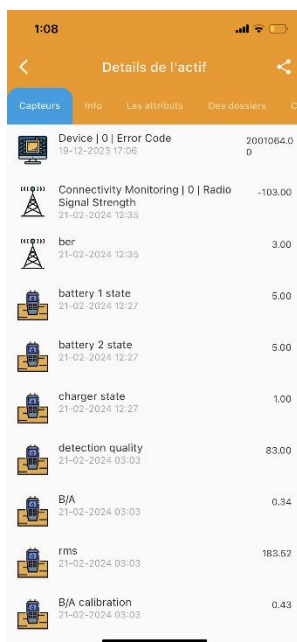 1:08
Détails de l'actif
Capteurs Info Les attributs Des dossiers C
Device | 0 | Error Code 2001064.0
19-12-2023 17:06 0
Connectivity Monitoring | 0 | Radio -103.00
Signal Strength
21-02-2024 12:35
ber 3.00
21-02-2024 12:35
battery 1 state 5.00
21-02-2024 12:27
battery 2 state 5.00
21-02-2024 12:27
charger state 1.00
21-02-2024 12:27
detection quality 83.00
21-02-2024 03:03
B/A 0.34
21-02-2024 03:03
rms 183.52
21-02-2024 03:03
B/A calibration 0.43
21-02-2024 03:03